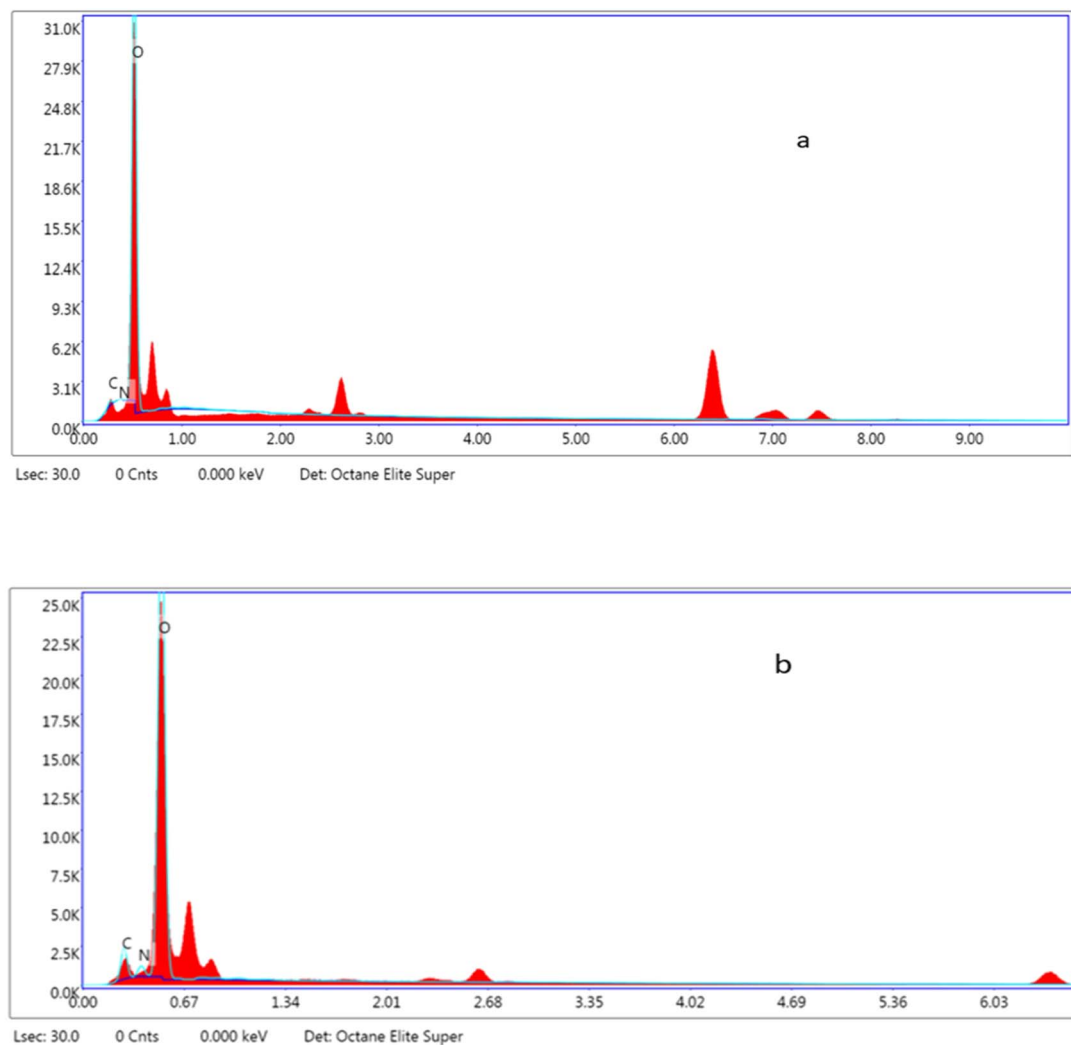 31.0K
O
27.9K
24.8K
a
21.7K
18.6K
15.5K
12.4K
9.3K
6.2K
C
3.1K
N
0.0K
0.00 1.00 2.00 3.00 4.00 5.00 6.00 7.00 8.00 9.00
Lsec: 30.0 0 Cnts 0.000 keV Det: Octane Elite Super
25.0K
O
22.5K
b
20.0K
17.5K
15.0K
12.5K
10.0K
7.5K
5.0K
C
2.5K
N
0.0K
0.00 0.67 1.34 2.01 2.68 3.35 4.02 4.69 5.36 6.03
Lsec: 30.0 0 Cnts 0.000 keV Det: Octane Elite Super